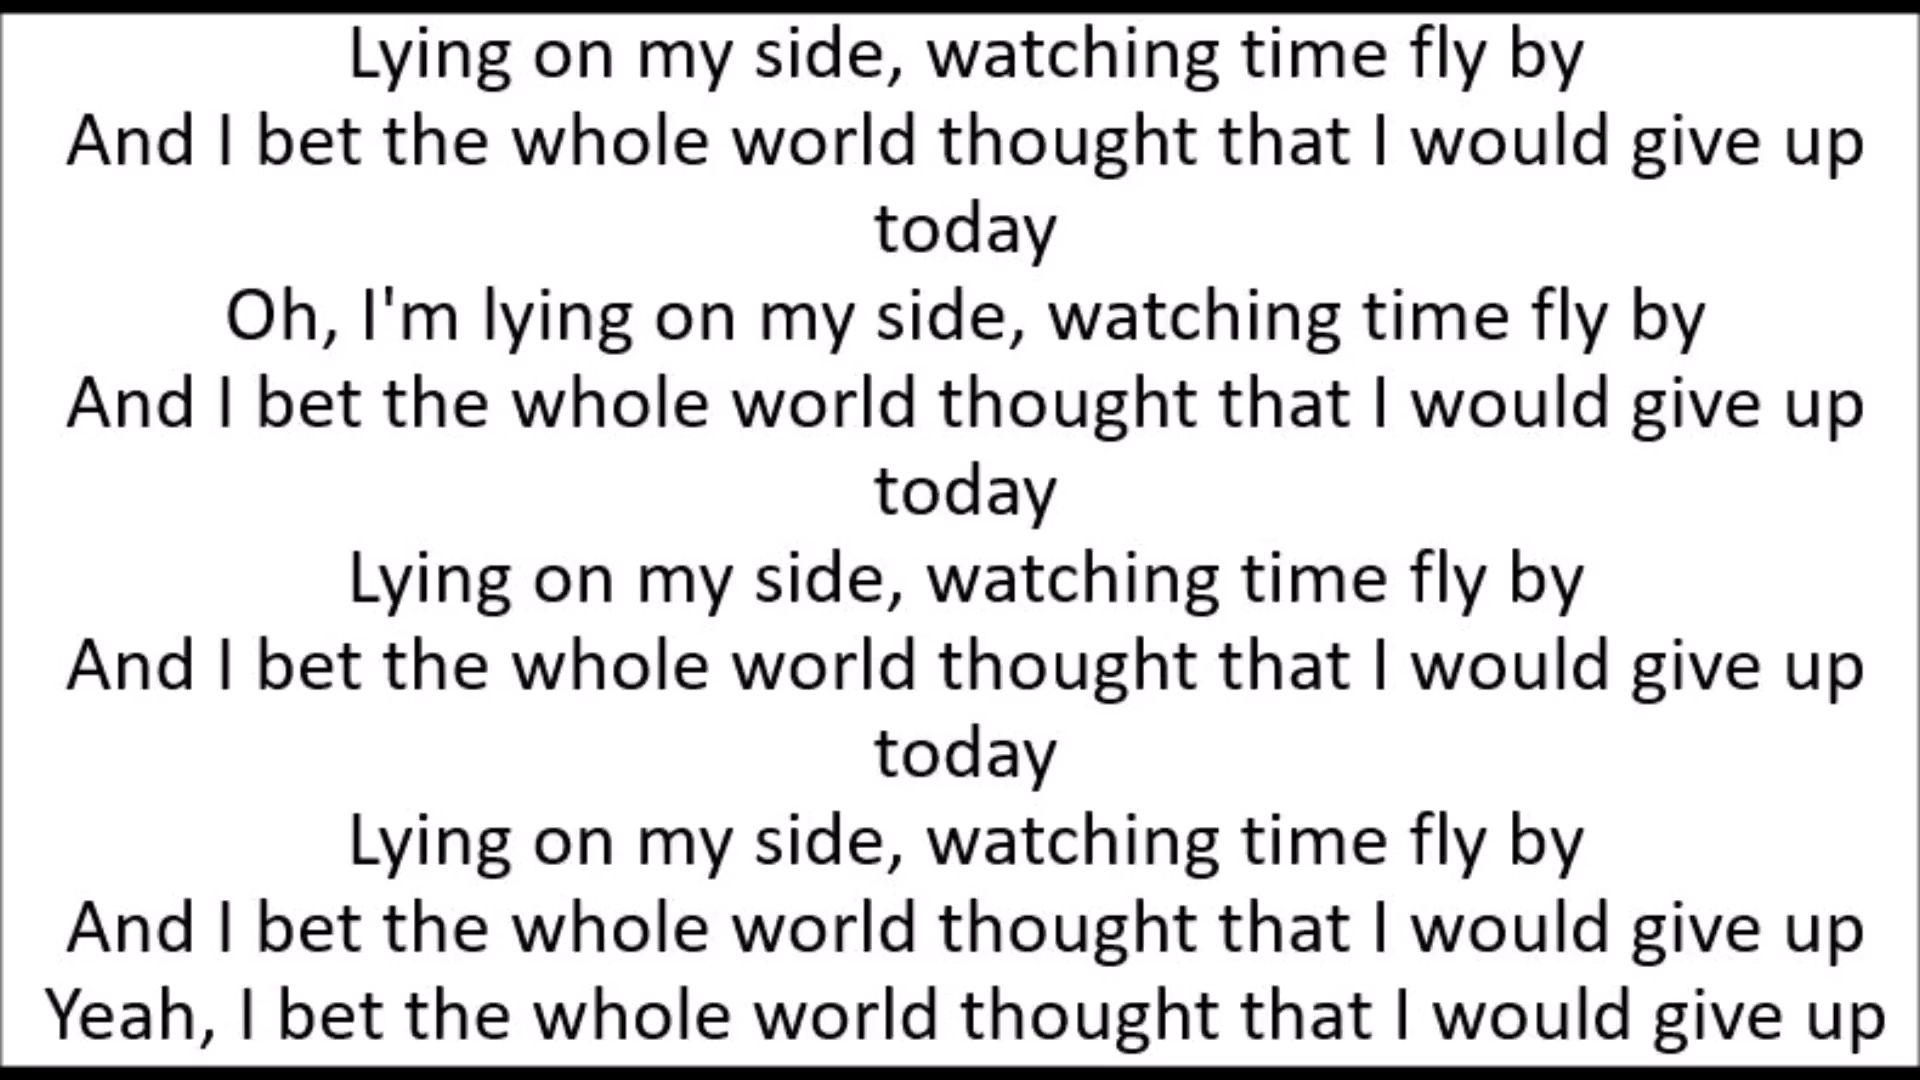 Lying on my side, watching time fly by
And I bet the whole world thought that I would give up
today
Oh, I'm lying on my side, watching time fly by
And I bet the whole world thought that I would give up
today
Lying on my side, watching time fly by
And I bet the whole world thought that I would give up
today
Lying on my side, watching time fly by
And I bet the whole world thought that I would give up
Yeah, I bet the whole world thought that I would give up